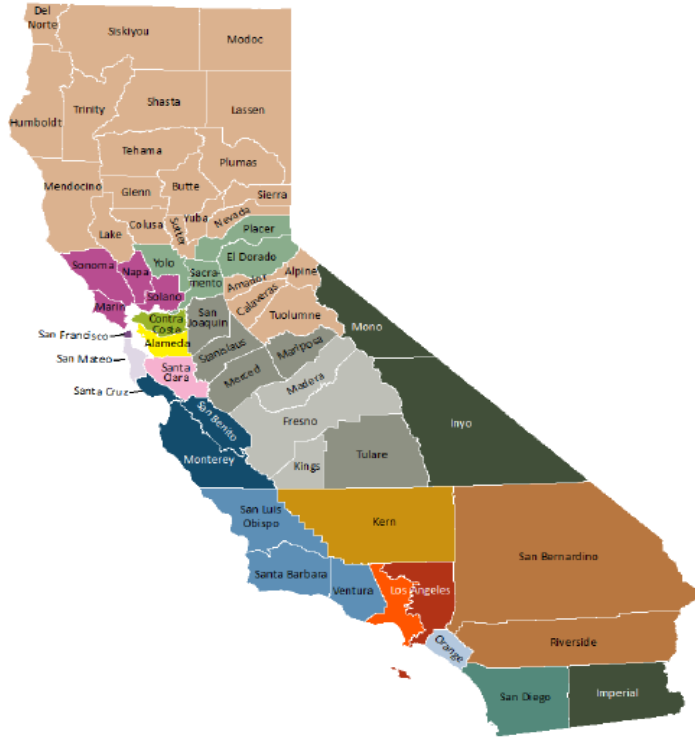 Del
Norte
Siskiyou
Modoc
Humboldt
Trinity
Shasta
Lassen
Tehama
Plumas
Mendocino
Glenn
Butte
Sierra
Lake
Colusa
Sutter
Yuba
Nevada
Placer
Sonoma
Napa
Yolo
El Dorado
Sacra-
mento
Alpine
Amador
Solano
Marin
Calaveras
Contra
Costa
San
Joaquin
Tuolumne
Mono
San Francisco
Alameda
Stanislaus
Mariposa
San Mateo
Santa
Clara
Merced
Madera
Santa Cruz
San Benito
Fresno
Inyo
Monterey
Kings
Tulare
San Luis
Obispo
Kern
San Bernardino
Santa Barbara
Ventura
Los Angeles
Orange
Riverside
San Diego
Imperial